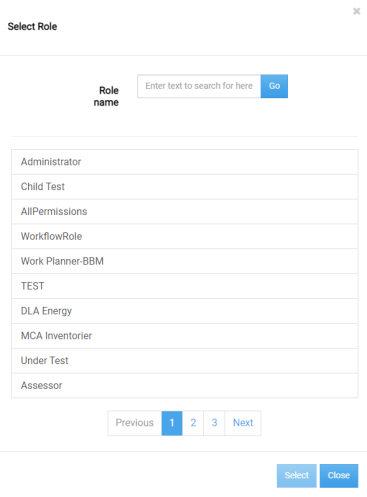 ×
Select Role
Role name
Enter text to search for here
Go
Administrator
Child Test
AllPermissions
WorkflowRole
Work Planner-BBM
TEST
DLA Energy
MCA Inventorier
Under Test
Assessor
Previous 1 2 3 Next
Select Close